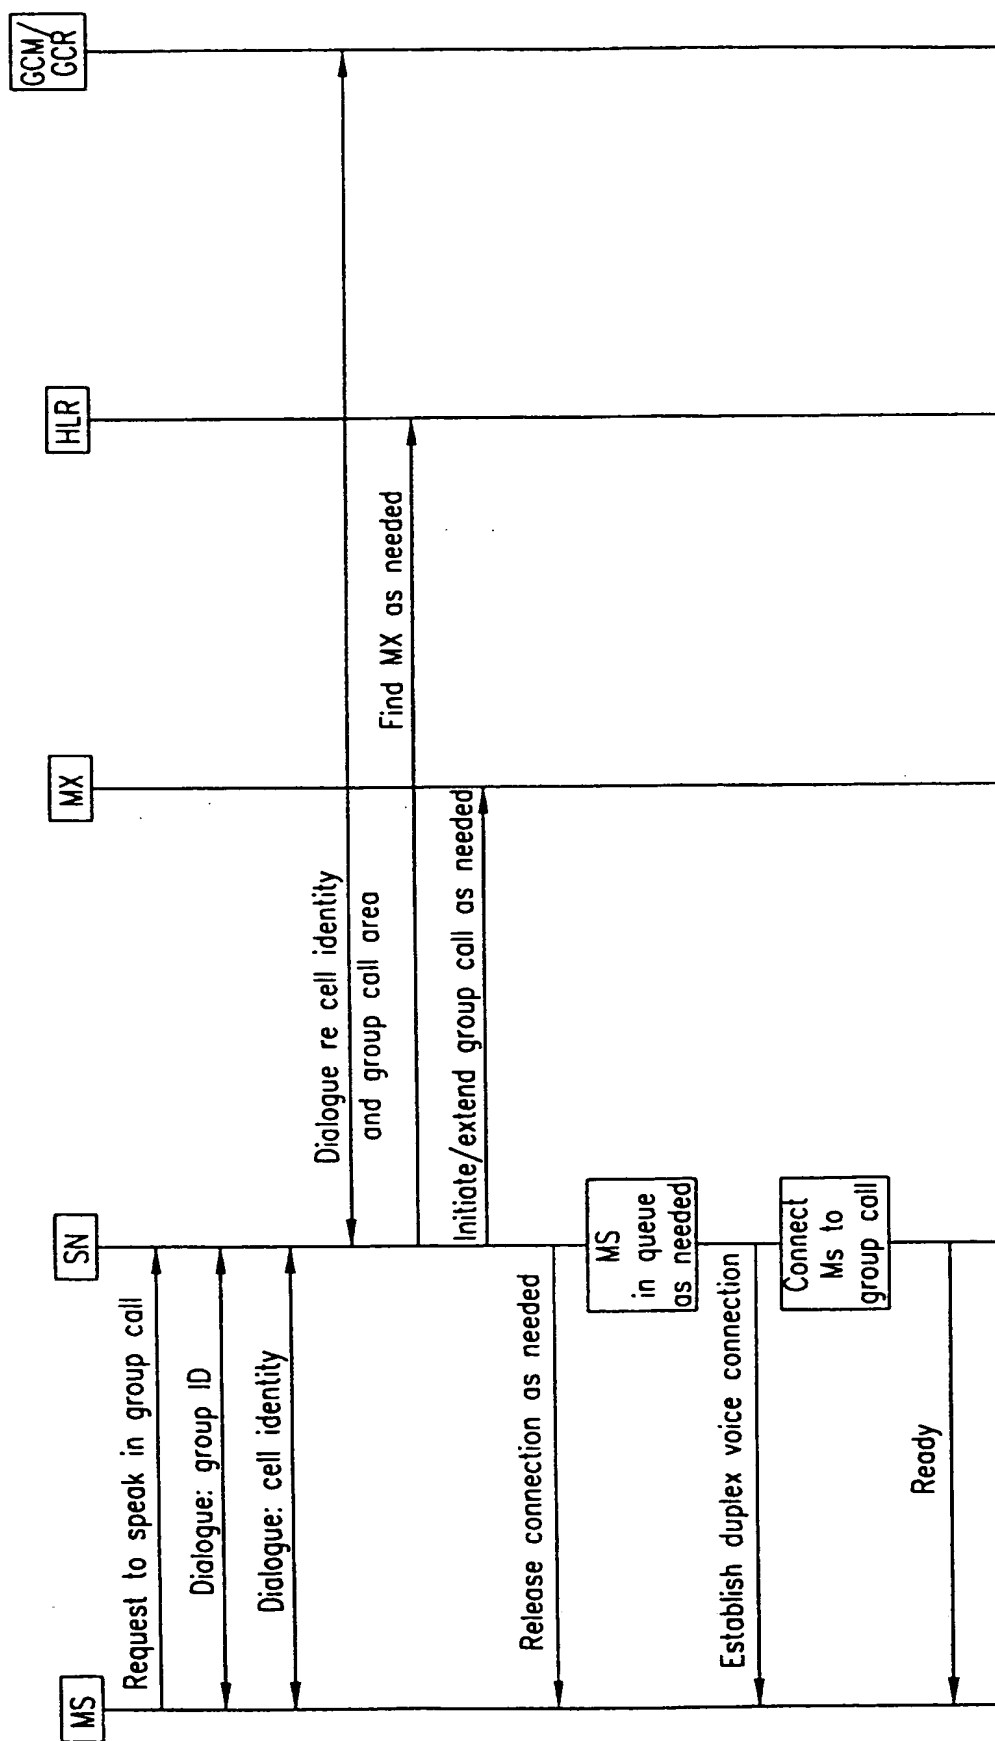 MS
SN
MX
HLR
GCM/
GCR
Request to speak in group call
Dialogue: group ID
Dialogue: cell identity
Dialogue re cell identity
and group call area
Find MX as needed
Initiate/extend group call as needed
Release connection as needed
MS
in queue
as needed
Establish duplex voice connection
Connect
Ms to
group call
Ready